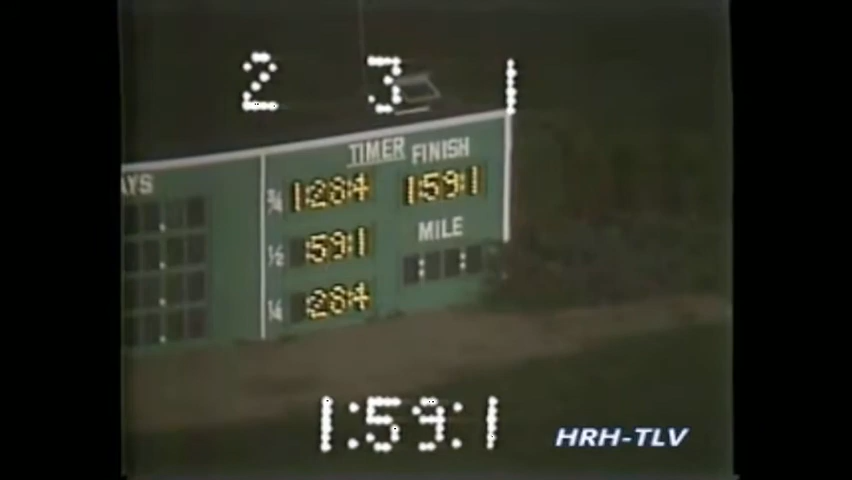 2 3 1
TIMER FINISH
AYS
¾ 1:28:4 1:59:1
MILE
½ :59:1
¼ :28:4
1:59:1
HRH-TLV